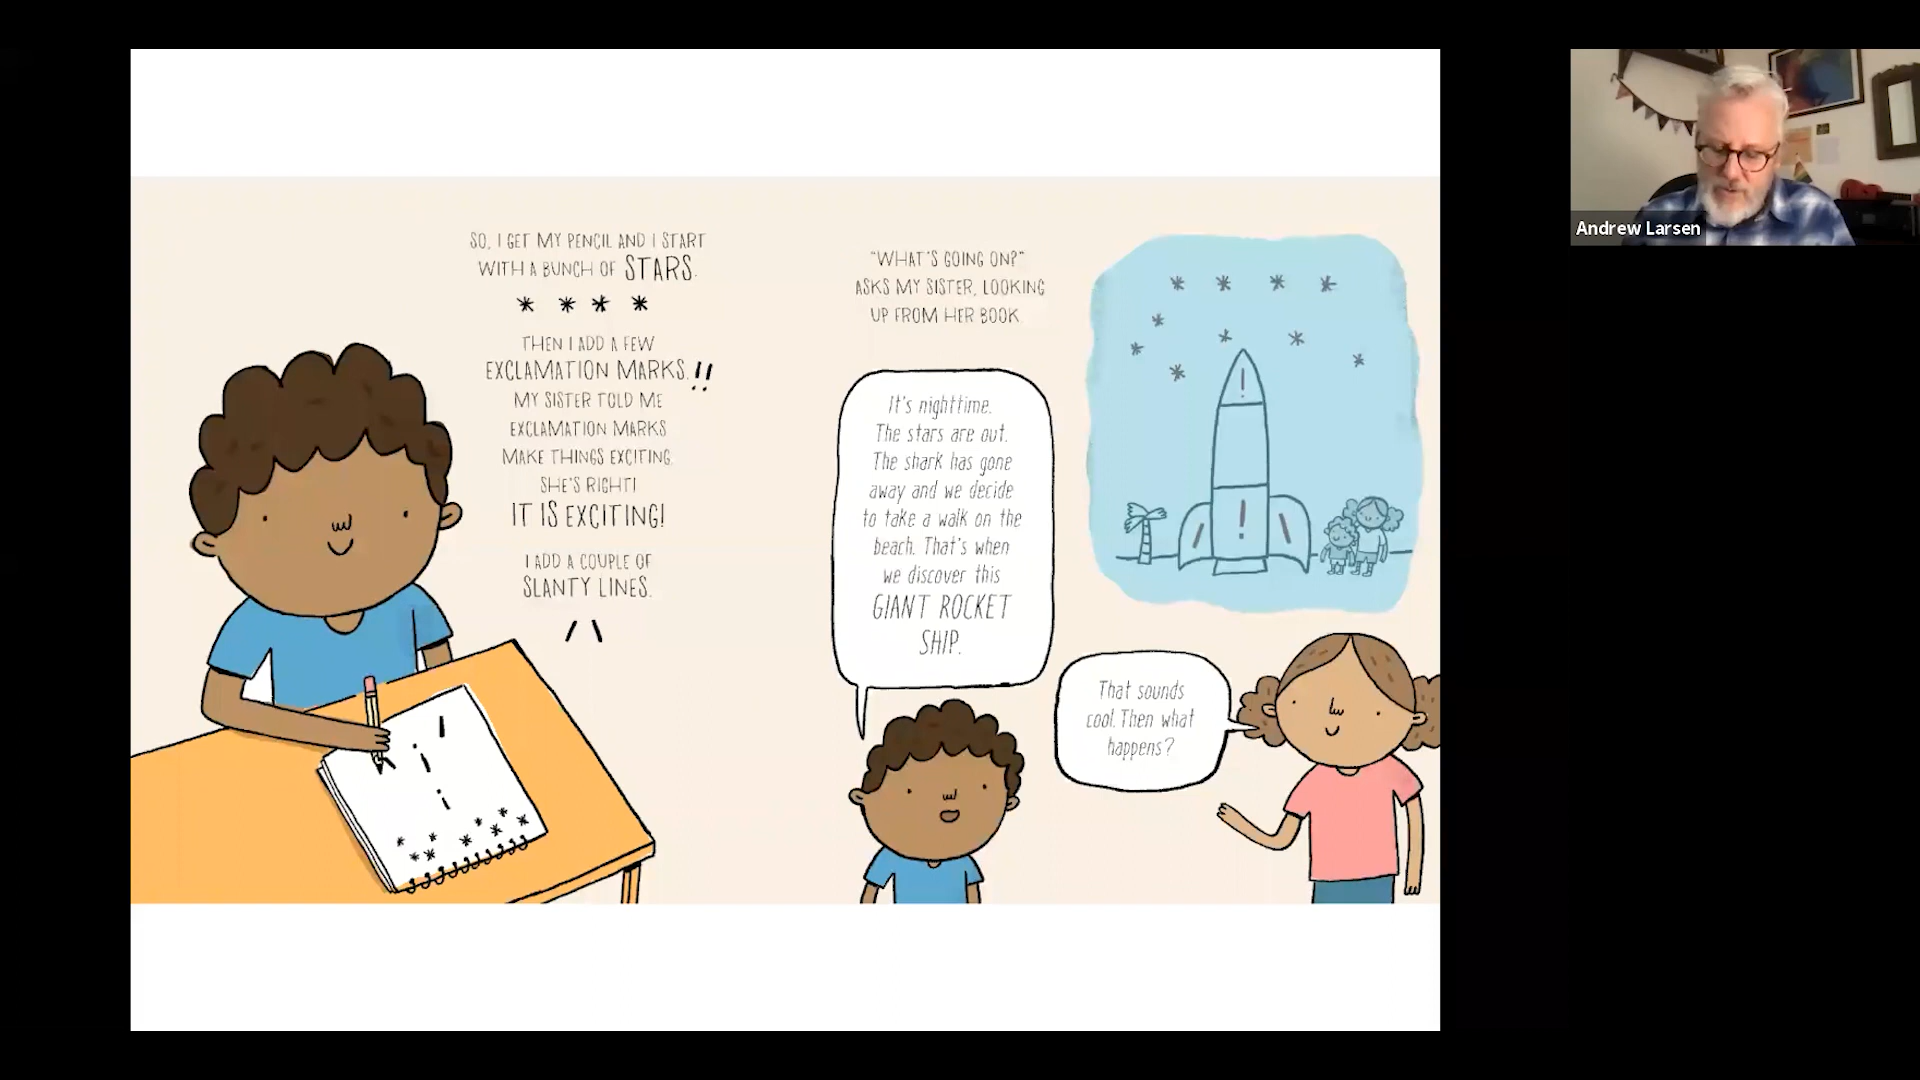 SO, I GET MY PENCIL AND I START
WITH A BUNCH OF STARS.
* * * *
THEN I ADD A FEW
EXCLAMATION MARKS. !!
MY SISTER TOLD ME
EXCLAMATION MARKS
MAKE THINGS EXCITING.
SHE'S RIGHT!
IT IS EXCITING!
I ADD A COUPLE OF
SLANTY LINES.
/ \
"WHAT'S GOING ON?"
ASKS MY SISTER, LOOKING
UP FROM HER BOOK.
It's nighttime.
The stars are out.
The shark has gone
away and we decide
to take a walk on the
beach. That's when
we discover this
GIANT ROCKET
SHIP.
That sounds
cool. Then what
happens?
Andrew Larsen